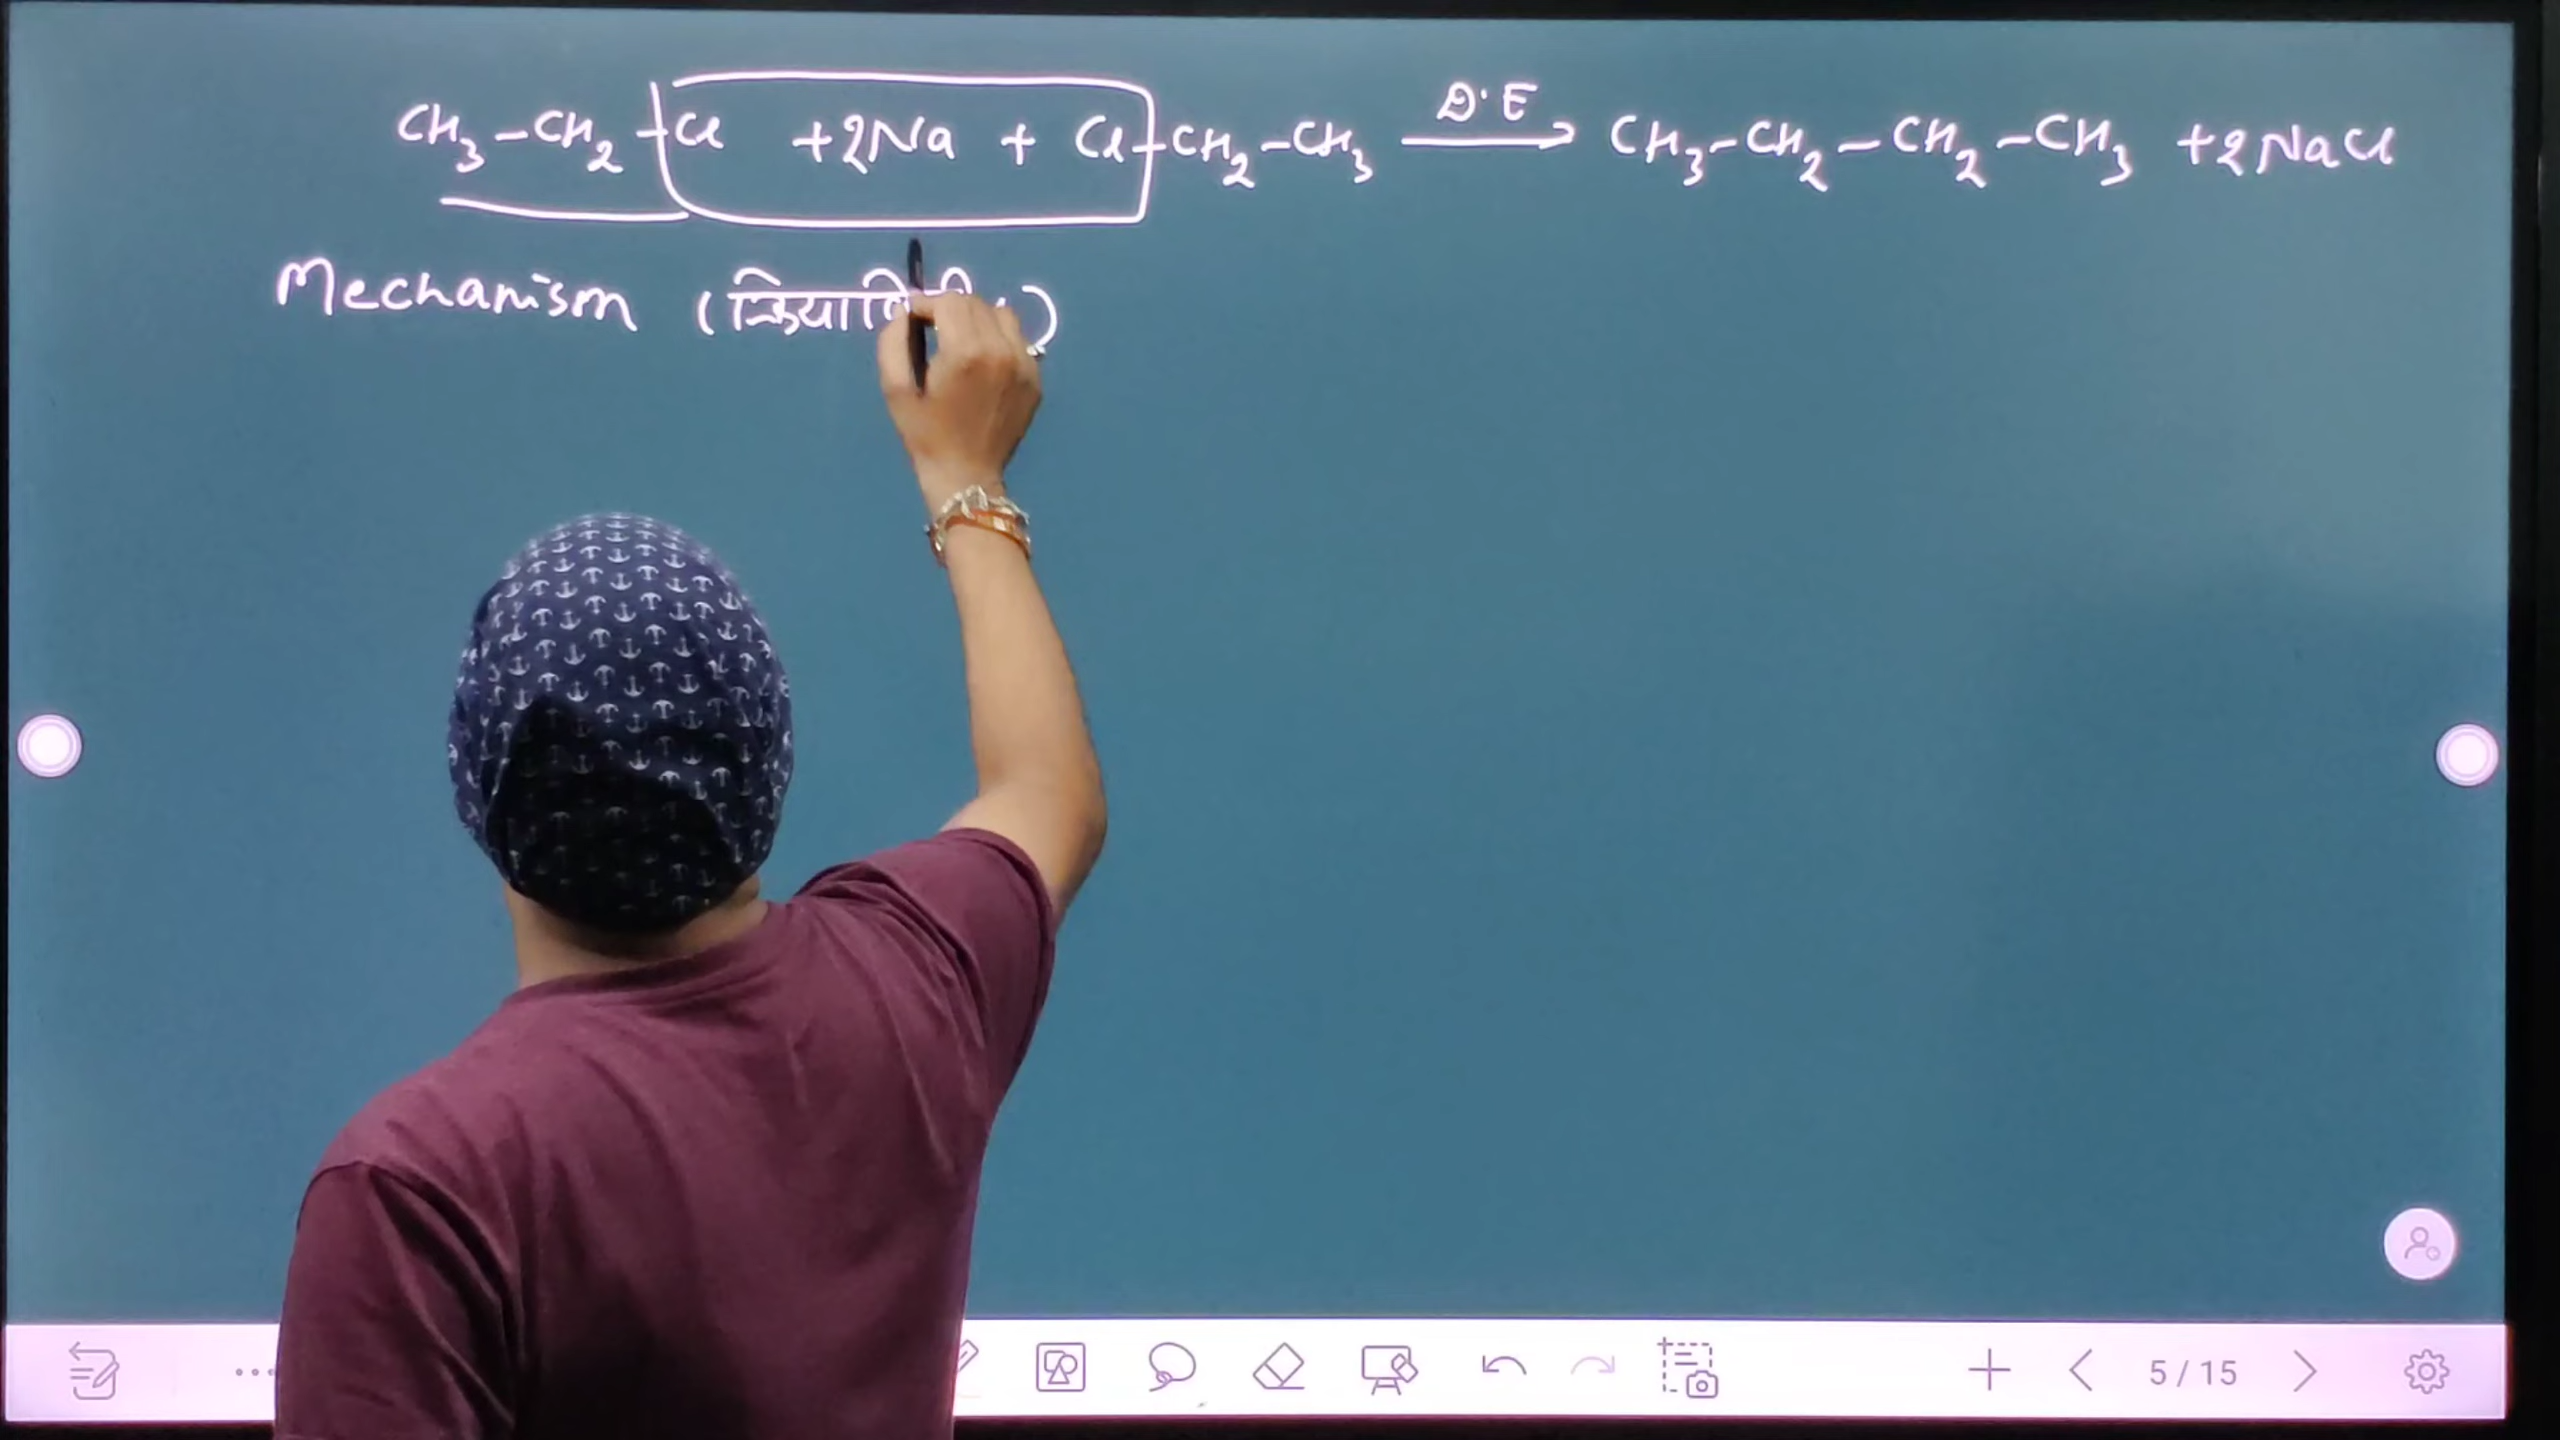 CH₃-CH₂-Cl +2Na + Cl-CH₂-CH₃ D.E → CH₃-CH₂-CH₂-CH₃ +2NaCl
Mechanism
5/15